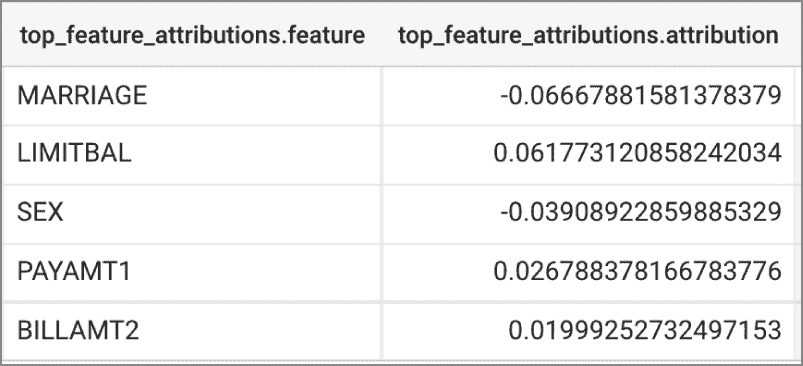 top_feature_attributions.feature top_feature_attributions.attribution
MARRIAGE -0.06667881581378379
LIMITBAL 0.061773120858242034
SEX -0.03908922859885329
PAYAMT1 0.026788378166783776
BILLAMT2 0.01999252732497153